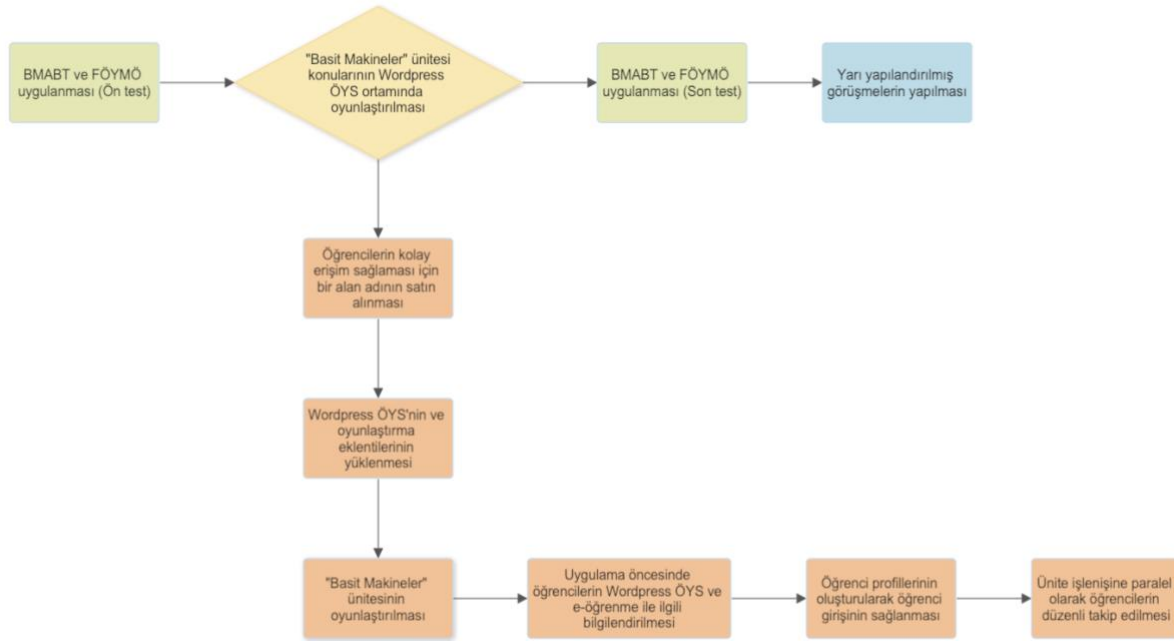 BMABT ve FÖYMÖ
uygulanması (Ön test)
"Basit Makineler" ünitesi
konularının Wordpress
ÖYS ortamında
oyunlaştırılması
BMABT ve FÖYMÖ
uygulanması (Son test)
Yarı yapılandırılmış
görüşmelerin yapılması
Öğrencilerin kolay
erişim sağlaması için
bir alan adının satın
alınması
Wordpress ÖYS'nin ve
oyunlaştırma
eklentilerinin
yüklenmesi
"Basit Makineler"
ünitesinin
oyunlaştırılması
Uygulama öncesinde
öğrencilerin Wordpress ÖYS ve
e-öğrenme ile ilgili
bilgilendirilmesi
Öğrenci profillerinin
oluşturularak öğrenci
girişinin sağlanması
Ünite işlenişine paralel
olarak öğrencilerin
düzenli takip edilmesi